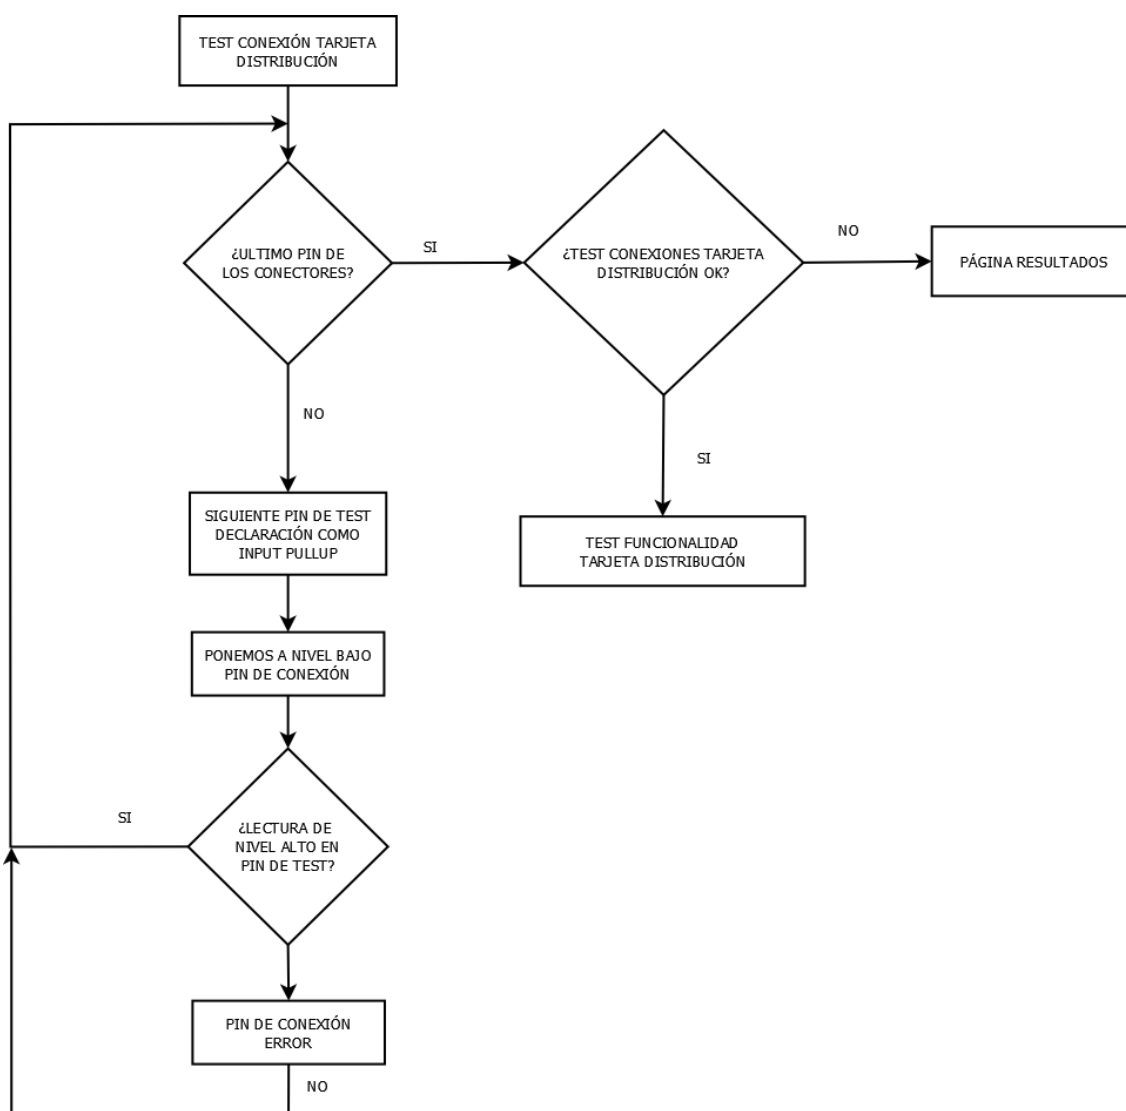 TEST CONEXIÓN TARJETA
DISTRIBUCIÓN
¿ULTIMO PIN DE
LOS CONECTORES?
SI
¿TEST CONEXIONES TARJETA
DISTRIBUCIÓN OK?
NO
PÁGINA RESULTADOS
NO
SI
SIGUIENTE PIN DE TEST
DECLARACIÓN COMO
INPUT PULLUP
TEST FUNCIONALIDAD
TARJETA DISTRIBUCIÓN
PONEMOS A NIVEL BAJO
PIN DE CONEXIÓN
SI
¿LECTURA DE
NIVEL ALTO EN
PIN DE TEST?
PIN DE CONEXIÓN
ERROR
NO